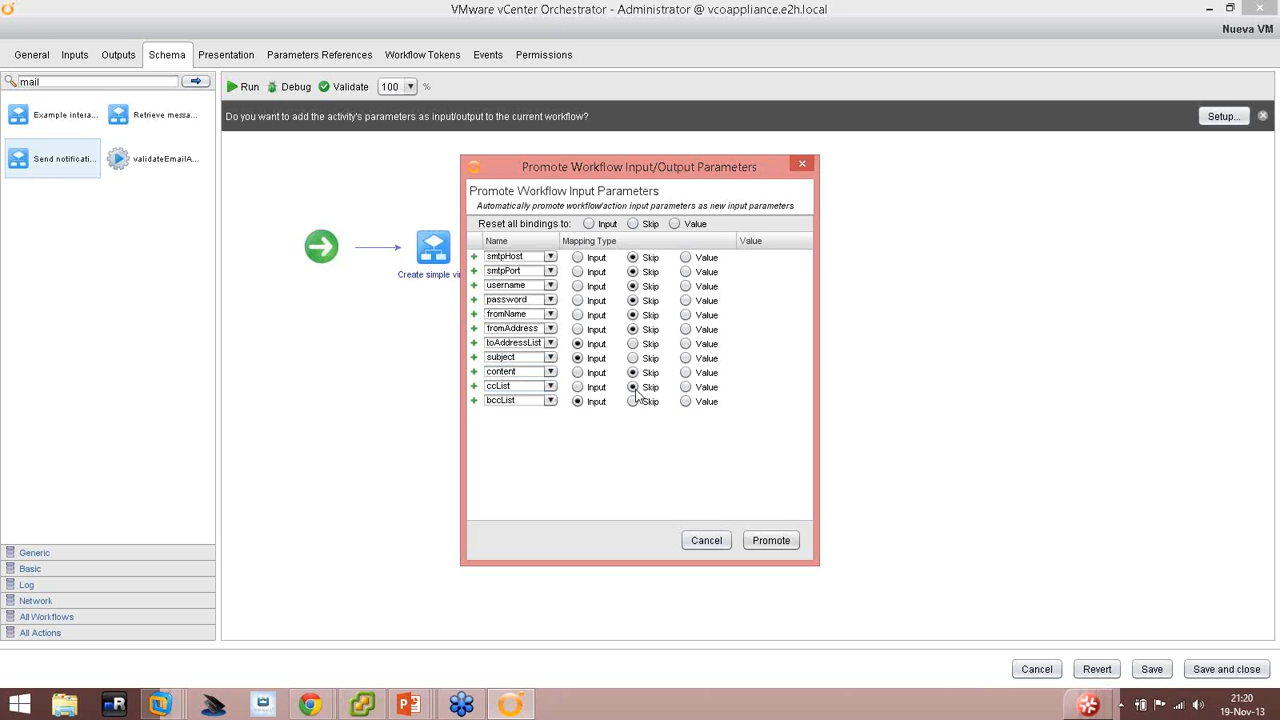 VMware vCenter Orchestrator - Administrator @ vcoappliance.e2h.local
Nueva VM
General Inputs Outputs Schema Presentation Parameters References Workflow Tokens Events Permissions
mail
Run Debug Validate 100 %
Example intera... Retrieve messa...
Do you want to add the activity's parameters as input/output to the current workflow? Setup...
Send notificati... validateEmailA...
Promote Workflow Input/Output Parameters
Promote Workflow Input Parameters
Automatically promote workflow/action input parameters as new input parameters
Reset all bindings to: Input Skip Value
Name Mapping Type Value
smtpHost Input Skip Value
smtpPort Input Skip Value
username Input Skip Value
password Input Skip Value
fromName Input Skip Value
fromAddress Input Skip Value
toAddressList Input Skip Value
subject Input Skip Value
content Input Skip Value
ccList Input Skip Value
bccList Input Skip Value
Create simple vi
Cancel Promote
Generic
Basic
Log
Network
All Workflows
All Actions
Cancel Revert Save Save and close
mR
21:20
19-Nov-13